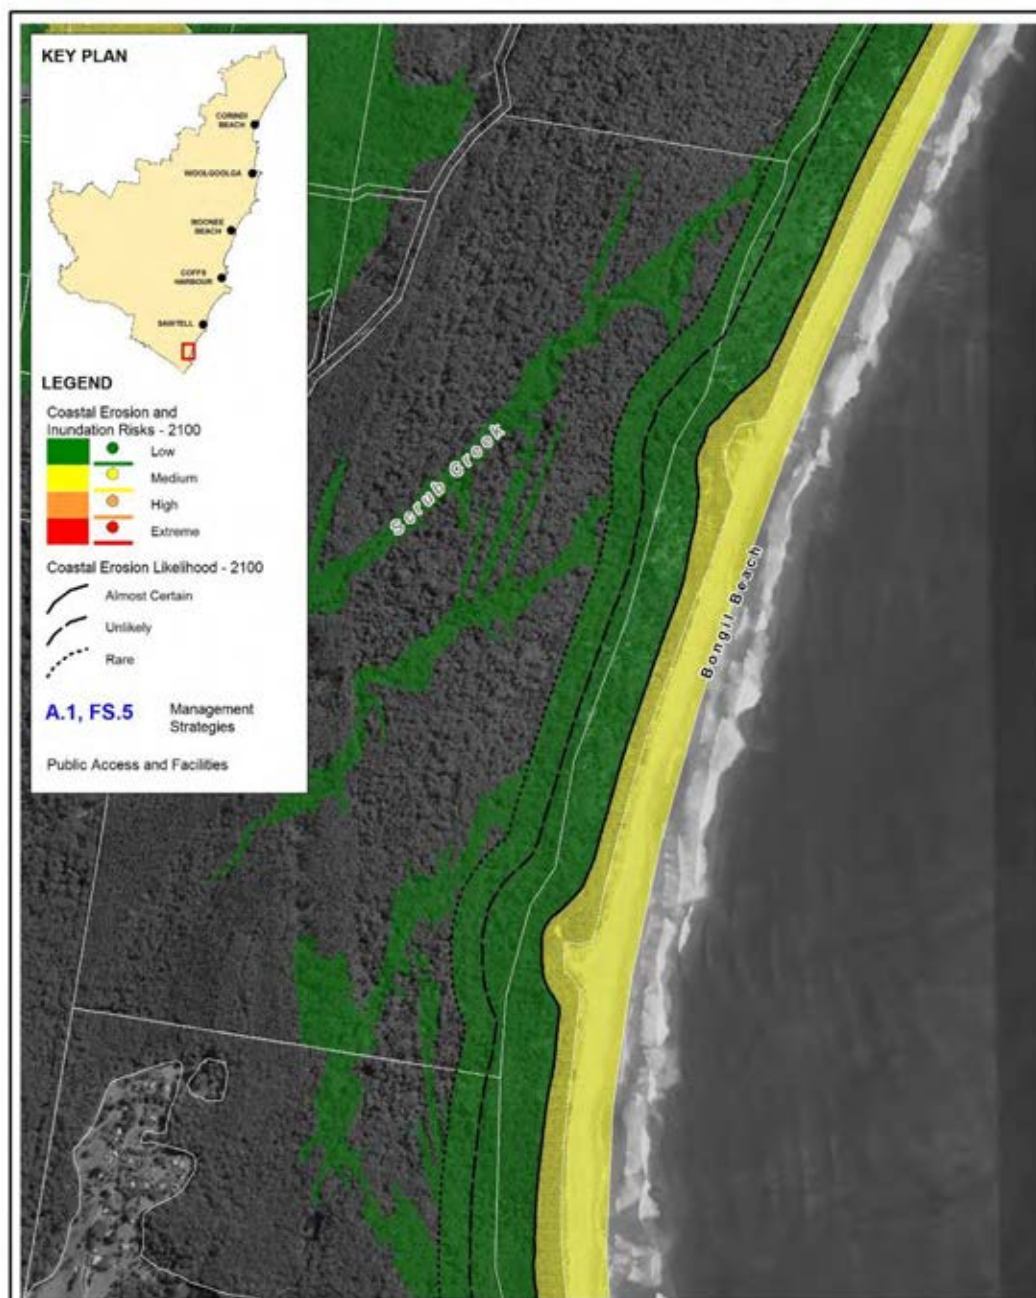 KEY PLAN
CORINDI
BEACH
WOOLGOOLGA
MOONEE
BEACH
COFFS
HARBOUR
SAWTELL
LEGEND
Coastal Erosion and
Inundation Risks - 2100
Low
Medium
High
Extreme
Coastal Erosion Likelihood - 2100
Almost Certain
Unlikely
Rare
A.1, FS.5 Management
Strategies
Public Access and Facilities
Scrub Creek
Bongil Beach